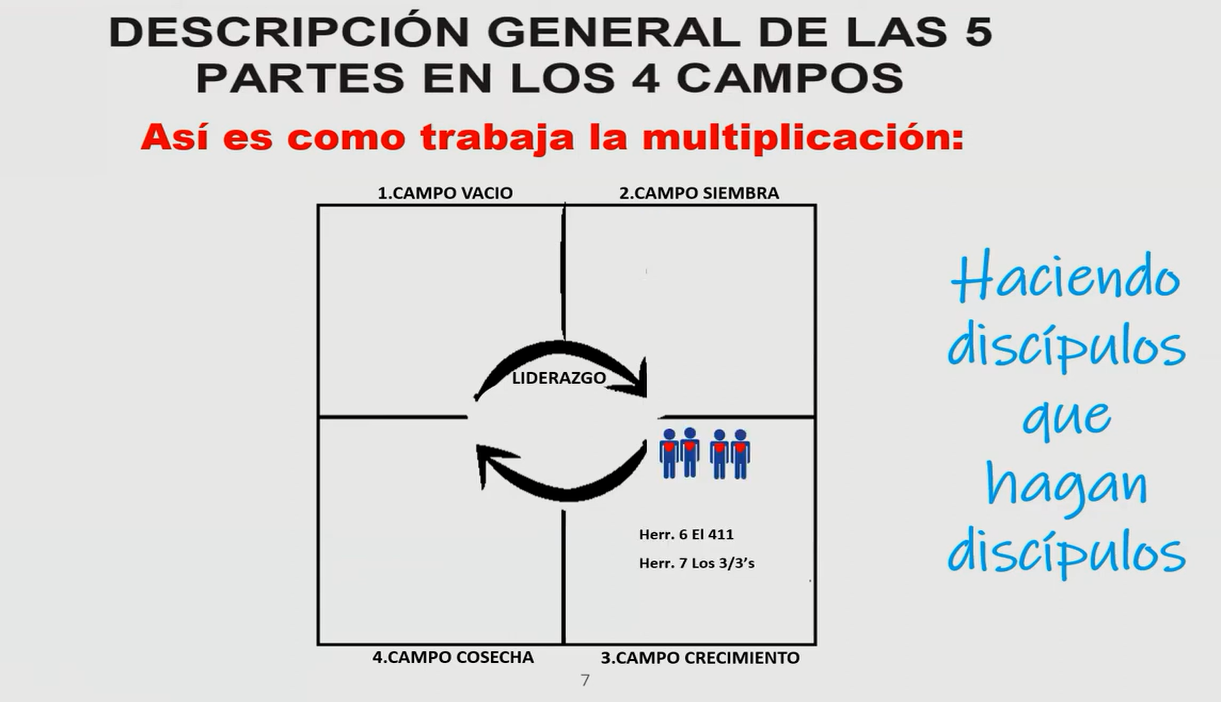 DESCRIPCIÓN GENERAL DE LAS 5
PARTES EN LOS 4 CAMPOS
Así es como trabaja la multiplicación:
1.CAMPO VACIO
2.CAMPO SIEMBRA
LIDERAZGO
Herr. 6 El 411
Herr. 7 Los 3/3’s
4.CAMPO COSECHA
3.CAMPO CRECIMIENTO
Haciendo
discípulos
que
hagan
discípulos
7